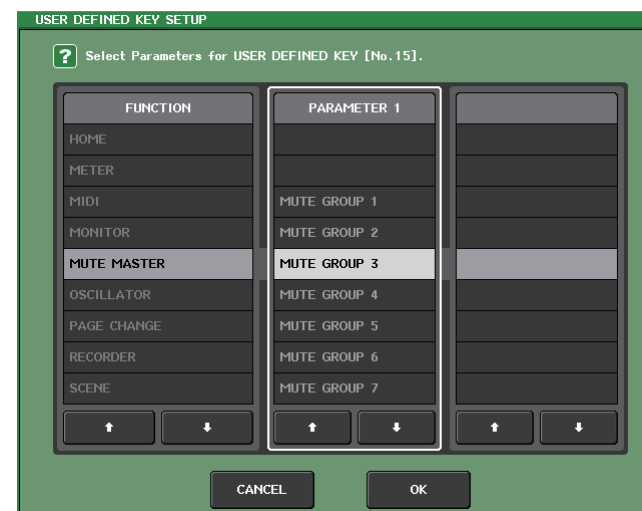 USER DEFINED KEY SETUP
? Select Parameters for USER DEFINED KEY [No.15].
FUNCTION
HOME
METER
MIDI
MONITOR
MUTE MASTER
OSCILLATOR
PAGE CHANGE
RECORDER
SCENE
PARAMETER 1
MUTE GROUP 1
MUTE GROUP 2
MUTE GROUP 3
MUTE GROUP 4
MUTE GROUP 5
MUTE GROUP 6
MUTE GROUP 7
CANCEL
OK